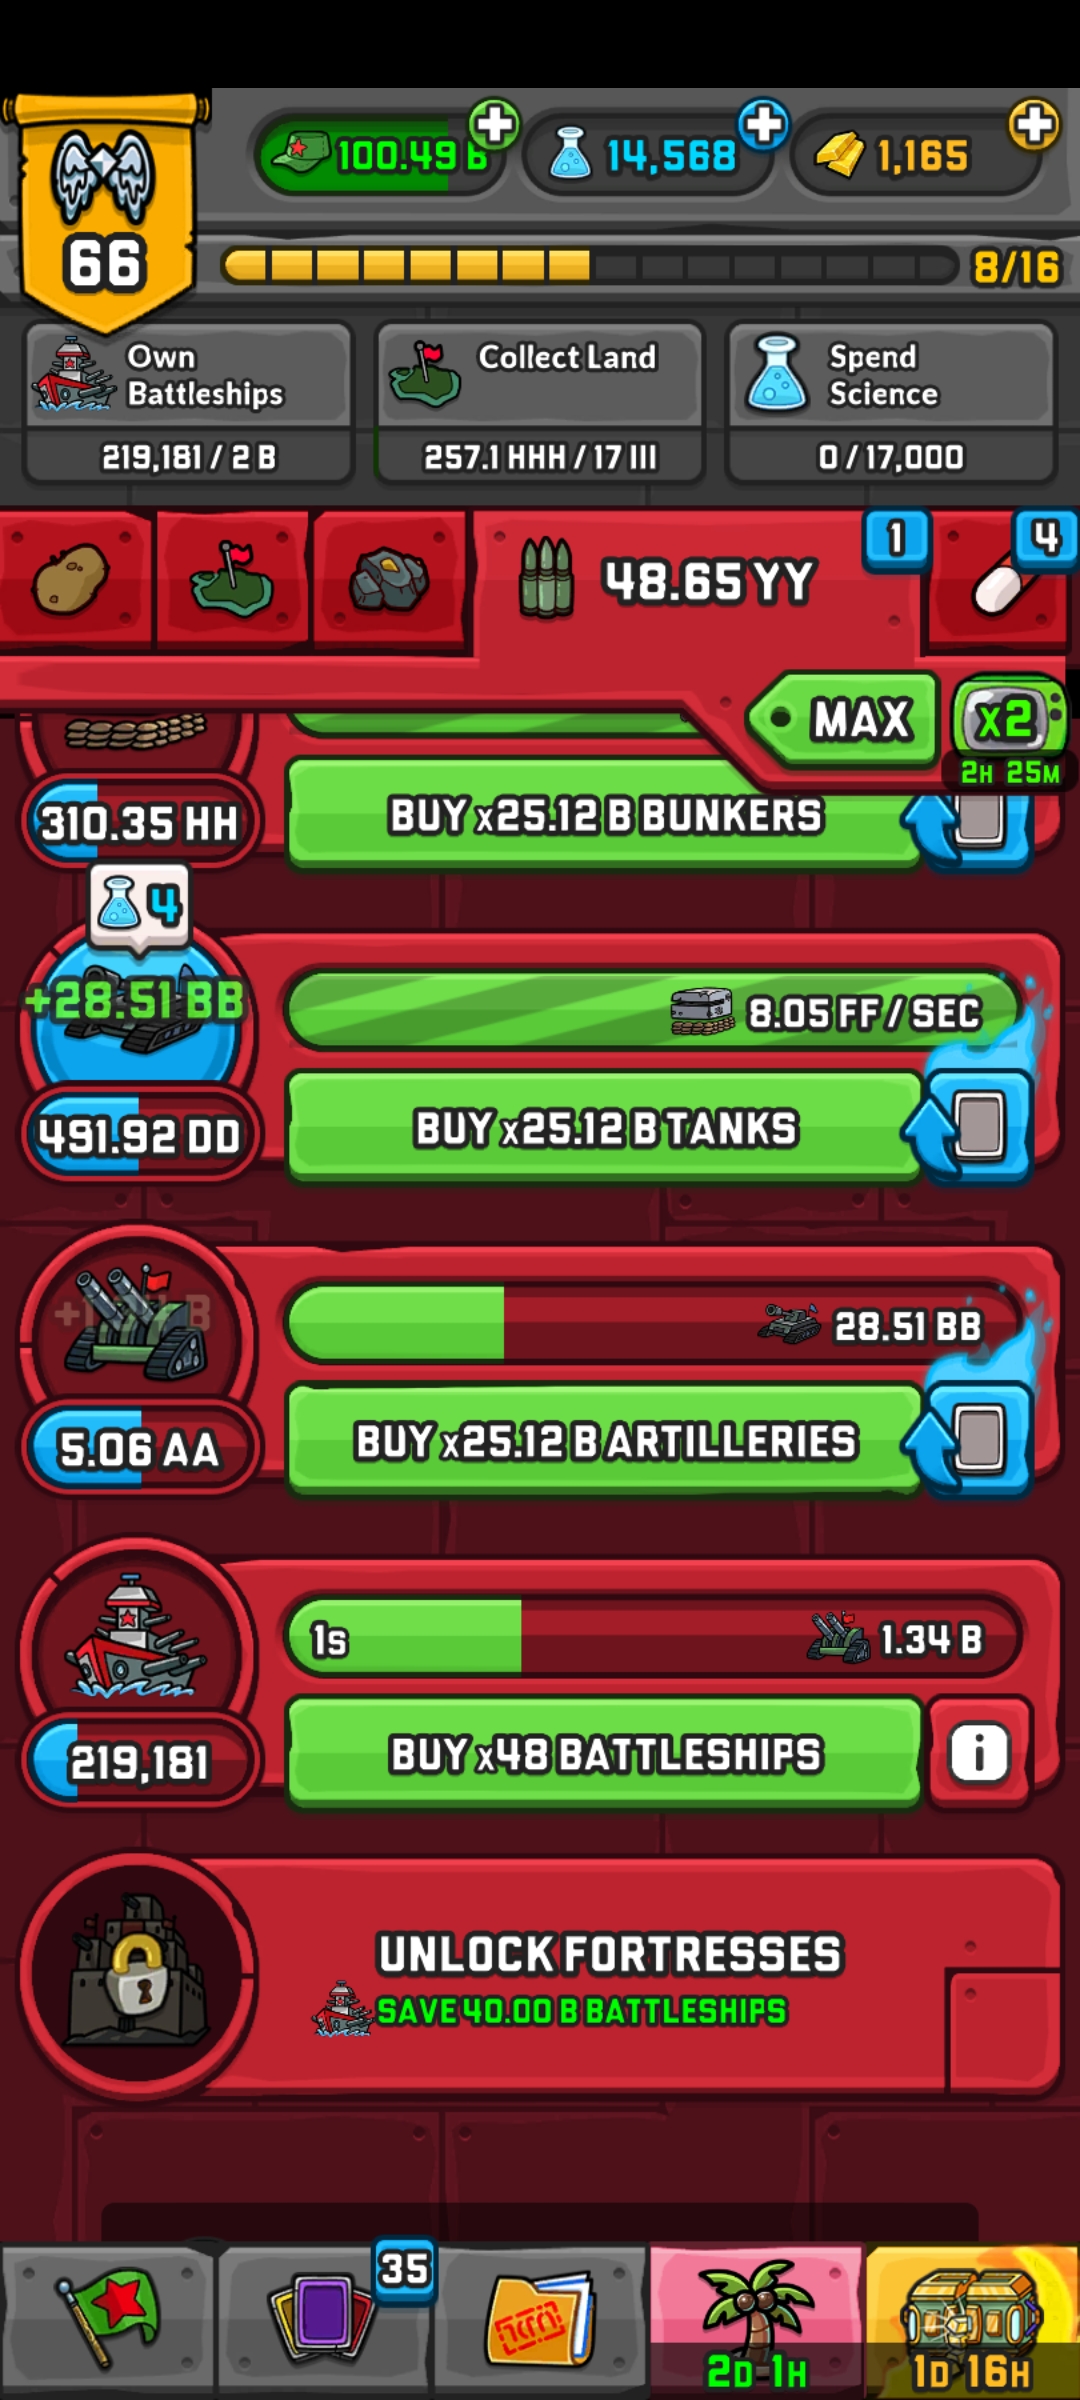 100.49 B
14,568
1,165
66
8/16
Own
Battleships
219,181 / 2 B
Collect Land
257.1 HHH / 17 III
Spend
Science
0 / 17,000
48.65 YY
1
4
MAX
x2
2H 25M
310.35 HH
BUY x25.12 B BUNKERS
4
+28.51 BB
8.05 FF / SEC
491.92 DD
BUY x25.12 B TANKS
28.51 BB
5.06 AA
BUY x25.12 B ARTILLERIES
1s
1.34 B
219,181
BUY x48 BATTLESHIPS
i
UNLOCK FORTRESSES
SAVE 40.00 B BATTLESHIPS
35
2D 1H
1D 16H